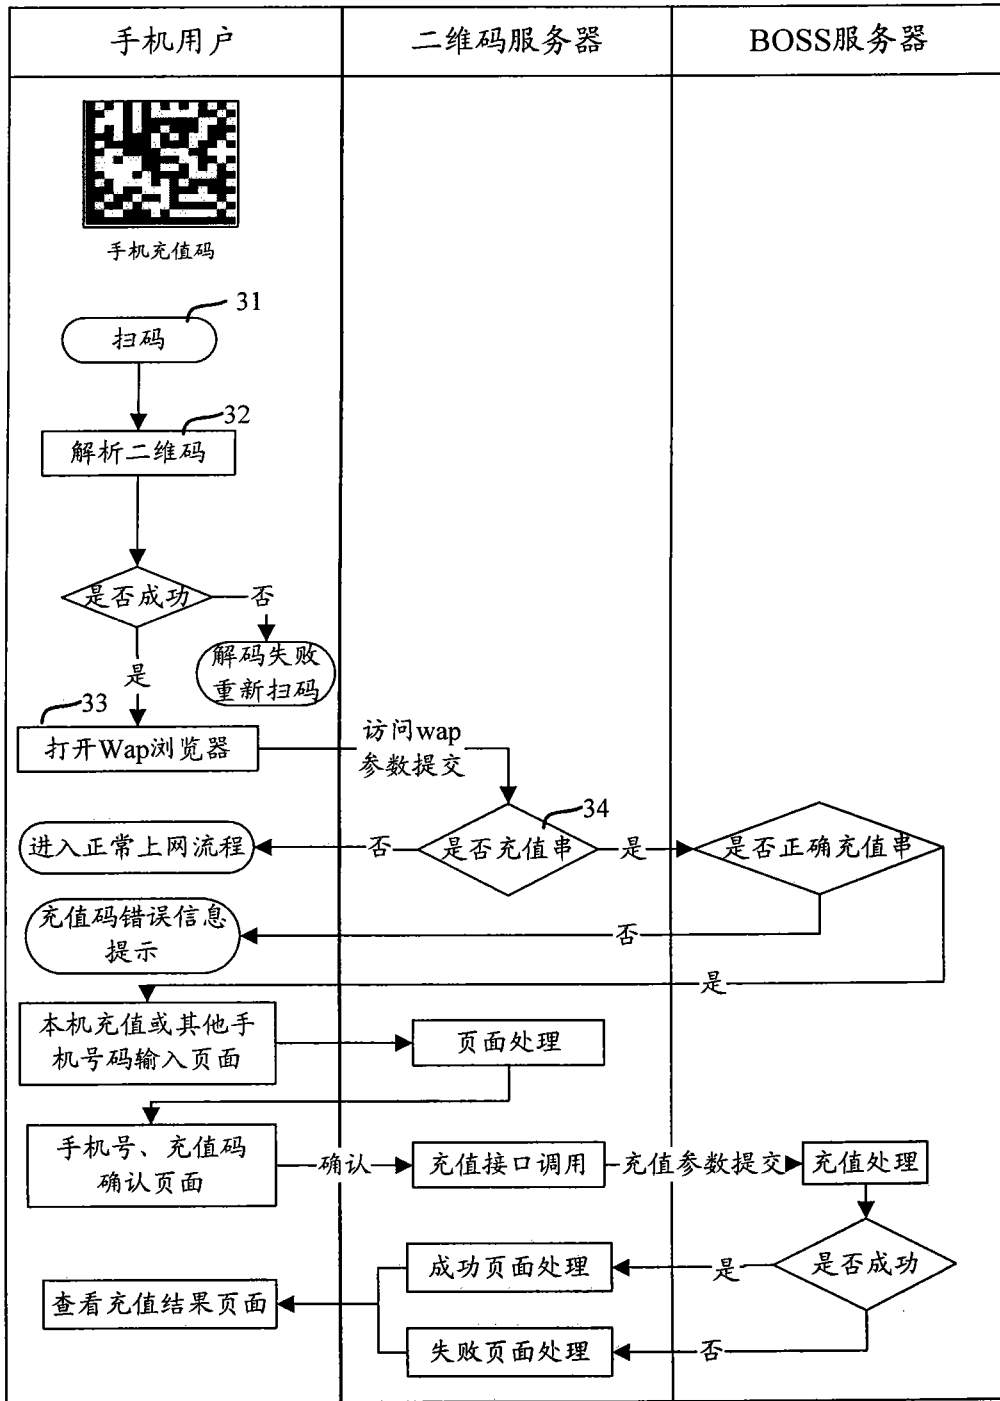 手机用户
二维码服务器
BOSS服务器
手机充值码
31
扫码
32
解析二维码
是否成功
否
解码失败
重新扫码
是
33
打开Wap浏览器
访问wap
参数提交
34
是否充值串
否
是
是否正确充值串
进入正常上网流程
充值码错误信息
提示
否
是
本机充值或其他手
机号码输入页面
页面处理
手机号、充值码
确认页面
确认
充值接口调用
充值参数提交
充值处理
是否成功
是
成功页面处理
查看充值结果页面
否
失败页面处理